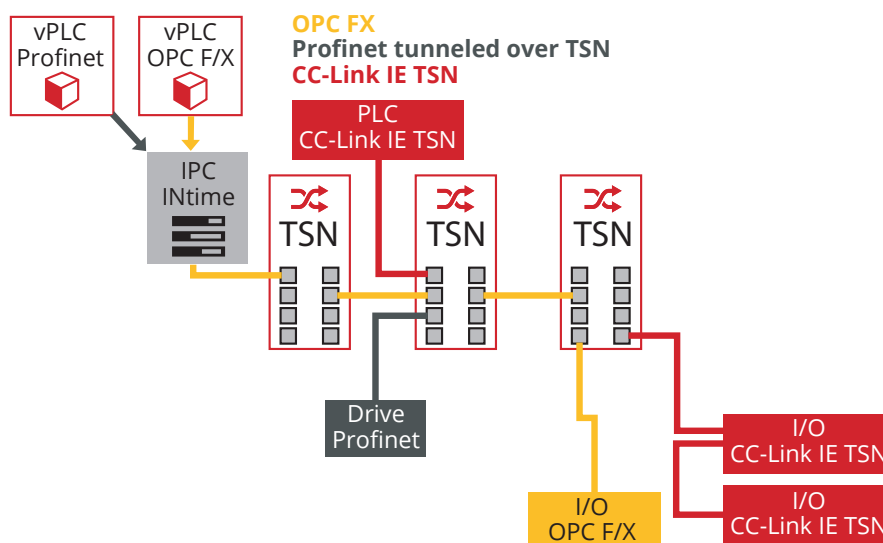 vPLC
Profinet
vPLC
OPC F/X
OPC FX
Profinet tunneled over TSN
CC-Link IE TSN
PLC
CC-Link IE TSN
IPC
INtime
TSN
TSN
TSN
Drive
Profinet
I/O
CC-Link IE TSN
I/O
OPC F/X
I/O
CC-Link IE TSN